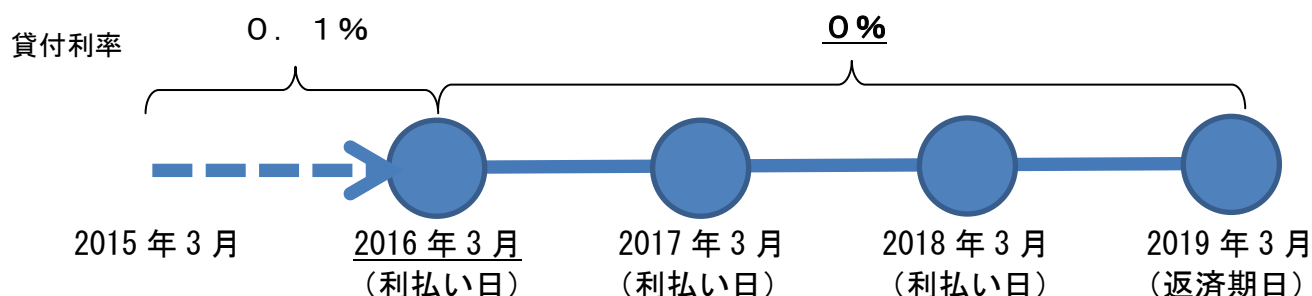 貸付利率
０．１％
０％
2015 年 3 月
2016 年 3 月
2017 年 3 月
2018 年 3 月
2019 年 3 月
（利払い日）
（利払い日）
（利払い日）
（返済期日）